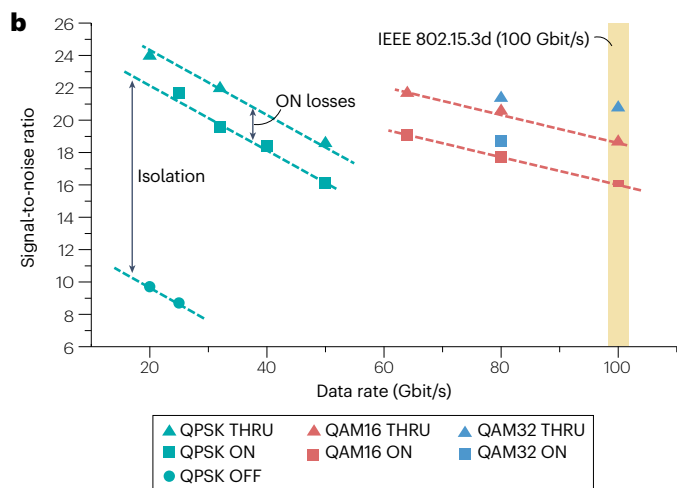 b
26
24
22
20
18
16
14
12
10
8
6
Signal-to-noise ratio
IEEE 802.15.3d (100 Gbit/s)
ON losses
Isolation
20
40
60
80
100
Data rate (Gbit/s)
QPSK THRU
QAM16 THRU
QAM32 THRU
QPSK ON
QAM16 ON
QAM32 ON
QPSK OFF